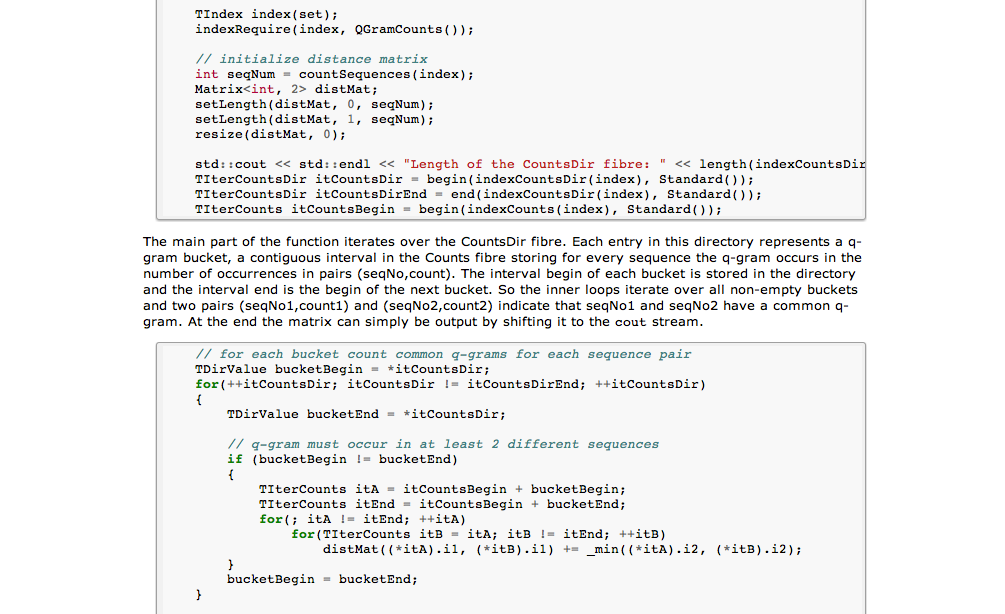 TIndex index(set);
indexRequire(index, QGramCounts());
// initialize distance matrix
int seqNum = countSequences(index);
Matrix<int, 2> distMat;
setLength(distMat, 0, seqNum);
setLength(distMat, 1, seqNum);
resize(distMat, 0);
std::cout << std::endl << "Length of the CountsDir fibre: " << length(indexCountsDir
TIterCountsDir itCountsDir = begin(indexCountsDir(index), Standard());
TIterCountsDir itCountsDirEnd = end(indexCountsDir(index), Standard());
TIterCounts itCountsBegin = begin(indexCounts(index), Standard());
The main part of the function iterates over the CountsDir fibre. Each entry in this directory represents a q-
gram bucket, a contiguous interval in the Counts fibre storing for every sequence the q-gram occurs in the
number of occurrences in pairs (seqNo,count). The interval begin of each bucket is stored in the directory
and the interval end is the begin of the next bucket. So the inner loops iterate over all non-empty buckets
and two pairs (seqNo1,count1) and (seqNo2,count2) indicate that seqNo1 and seqNo2 have a common q-
gram. At the end the matrix can simply be output by shifting it to the cout stream.
// for each bucket count common q-grams for each sequence pair
TDirValue bucketBegin = *itCountsDir;
for(++itCountsDir; itCountsDir != itCountsDirEnd; ++itCountsDir)
{
TDirValue bucketEnd = *itCountsDir;
// q-gram must occur in at least 2 different sequences
if (bucketBegin != bucketEnd)
{
TIterCounts itA = itCountsBegin + bucketBegin;
TIterCounts itEnd = itCountsBegin + bucketEnd;
for(; itA != itEnd; ++itA)
for(TIterCounts itB = itA; itB != itEnd; ++itB)
distMat((*itA).i1, (*itB).i1) += _min((*itA).i2, (*itB).i2);
}
bucketBegin = bucketEnd;
}